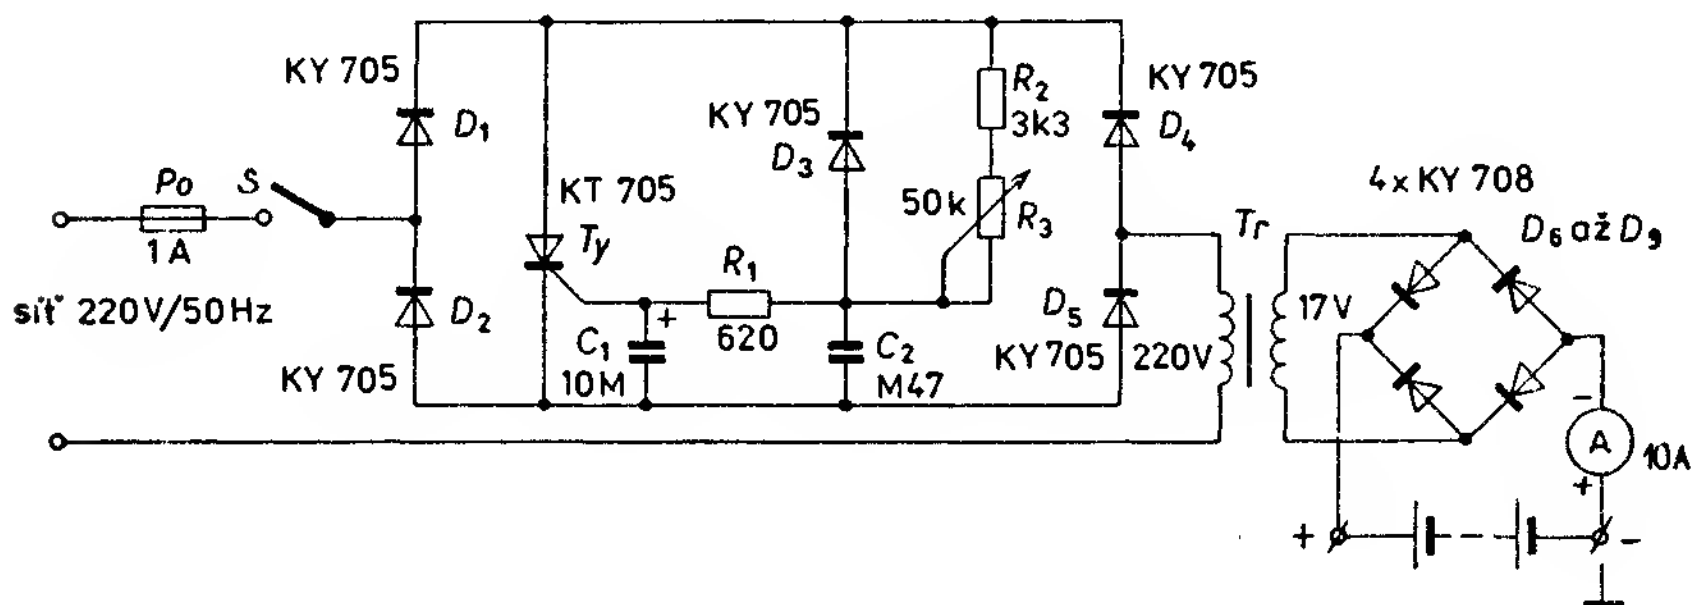 KY 705
D1
Po
1A
S
síť 220V/50Hz
D2
KY 705
KT 705
Ty
C1
10M
+
R1
620
KY 705
D3
C2
M47
R2
3k3
50k
R3
KY 705
D4
D5
KY 705
220V
Tr
17V
4x KY 708
D6 až D9
-
A
10A
+
+
-